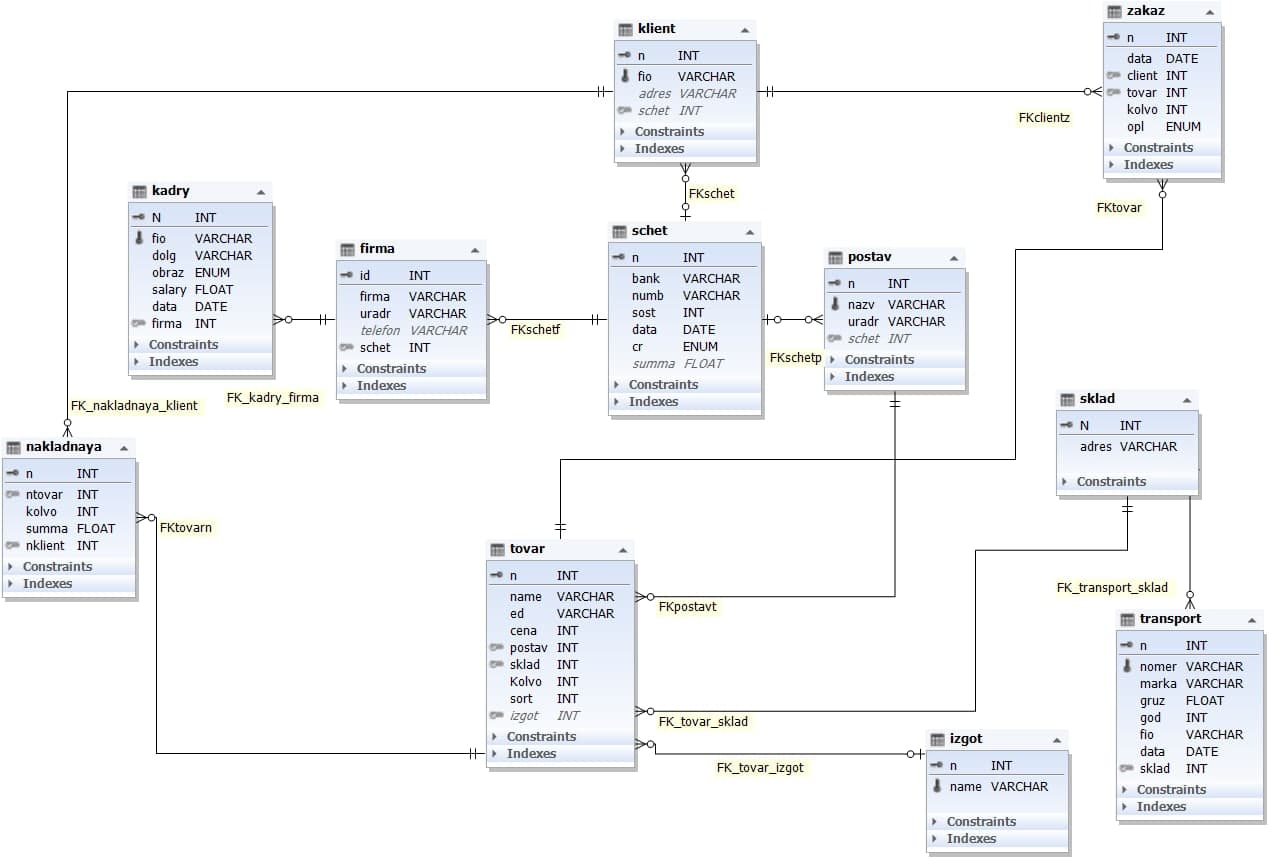 klient
n INT
fio VARCHAR
adres VARCHAR
schet INT
Constraints
Indexes
zakaz
n INT
data DATE
client INT
tovar INT
kolvo INT
opl ENUM
Constraints
Indexes
FKclientz
FKtovar
FKschet
kadry
N INT
fio VARCHAR
dolg VARCHAR
obraz ENUM
salary FLOAT
data DATE
firma INT
Constraints
Indexes
firma
id INT
firma VARCHAR
uradr VARCHAR
telefon VARCHAR
schet INT
Constraints
Indexes
FKschetf
schet
n INT
bank VARCHAR
numb VARCHAR
sost INT
data DATE
cr ENUM
summa FLOAT
Constraints
Indexes
FKschetp
postav
n INT
nazv VARCHAR
uradr VARCHAR
schet INT
Constraints
Indexes
FK_kadry_firma
FK_nakladnaya_klient
nakladnaya
n INT
ntovar INT
kolvo INT
summa FLOAT
nklient INT
Constraints
Indexes
FKtovarn
sklad
N INT
adres VARCHAR
Constraints
tovar
n INT
name VARCHAR
ed VARCHAR
cena INT
postav INT
sklad INT
Kolvo INT
sort INT
izgot INT
Constraints
Indexes
FKpostavt
FK_tovar_sklad
FK_tovar_izgot
FK_transport_sklad
transport
n INT
nomer VARCHAR
marka VARCHAR
gruz FLOAT
god INT
fio VARCHAR
data DATE
sklad INT
Constraints
Indexes
izgot
n INT
name VARCHAR
Constraints
Indexes